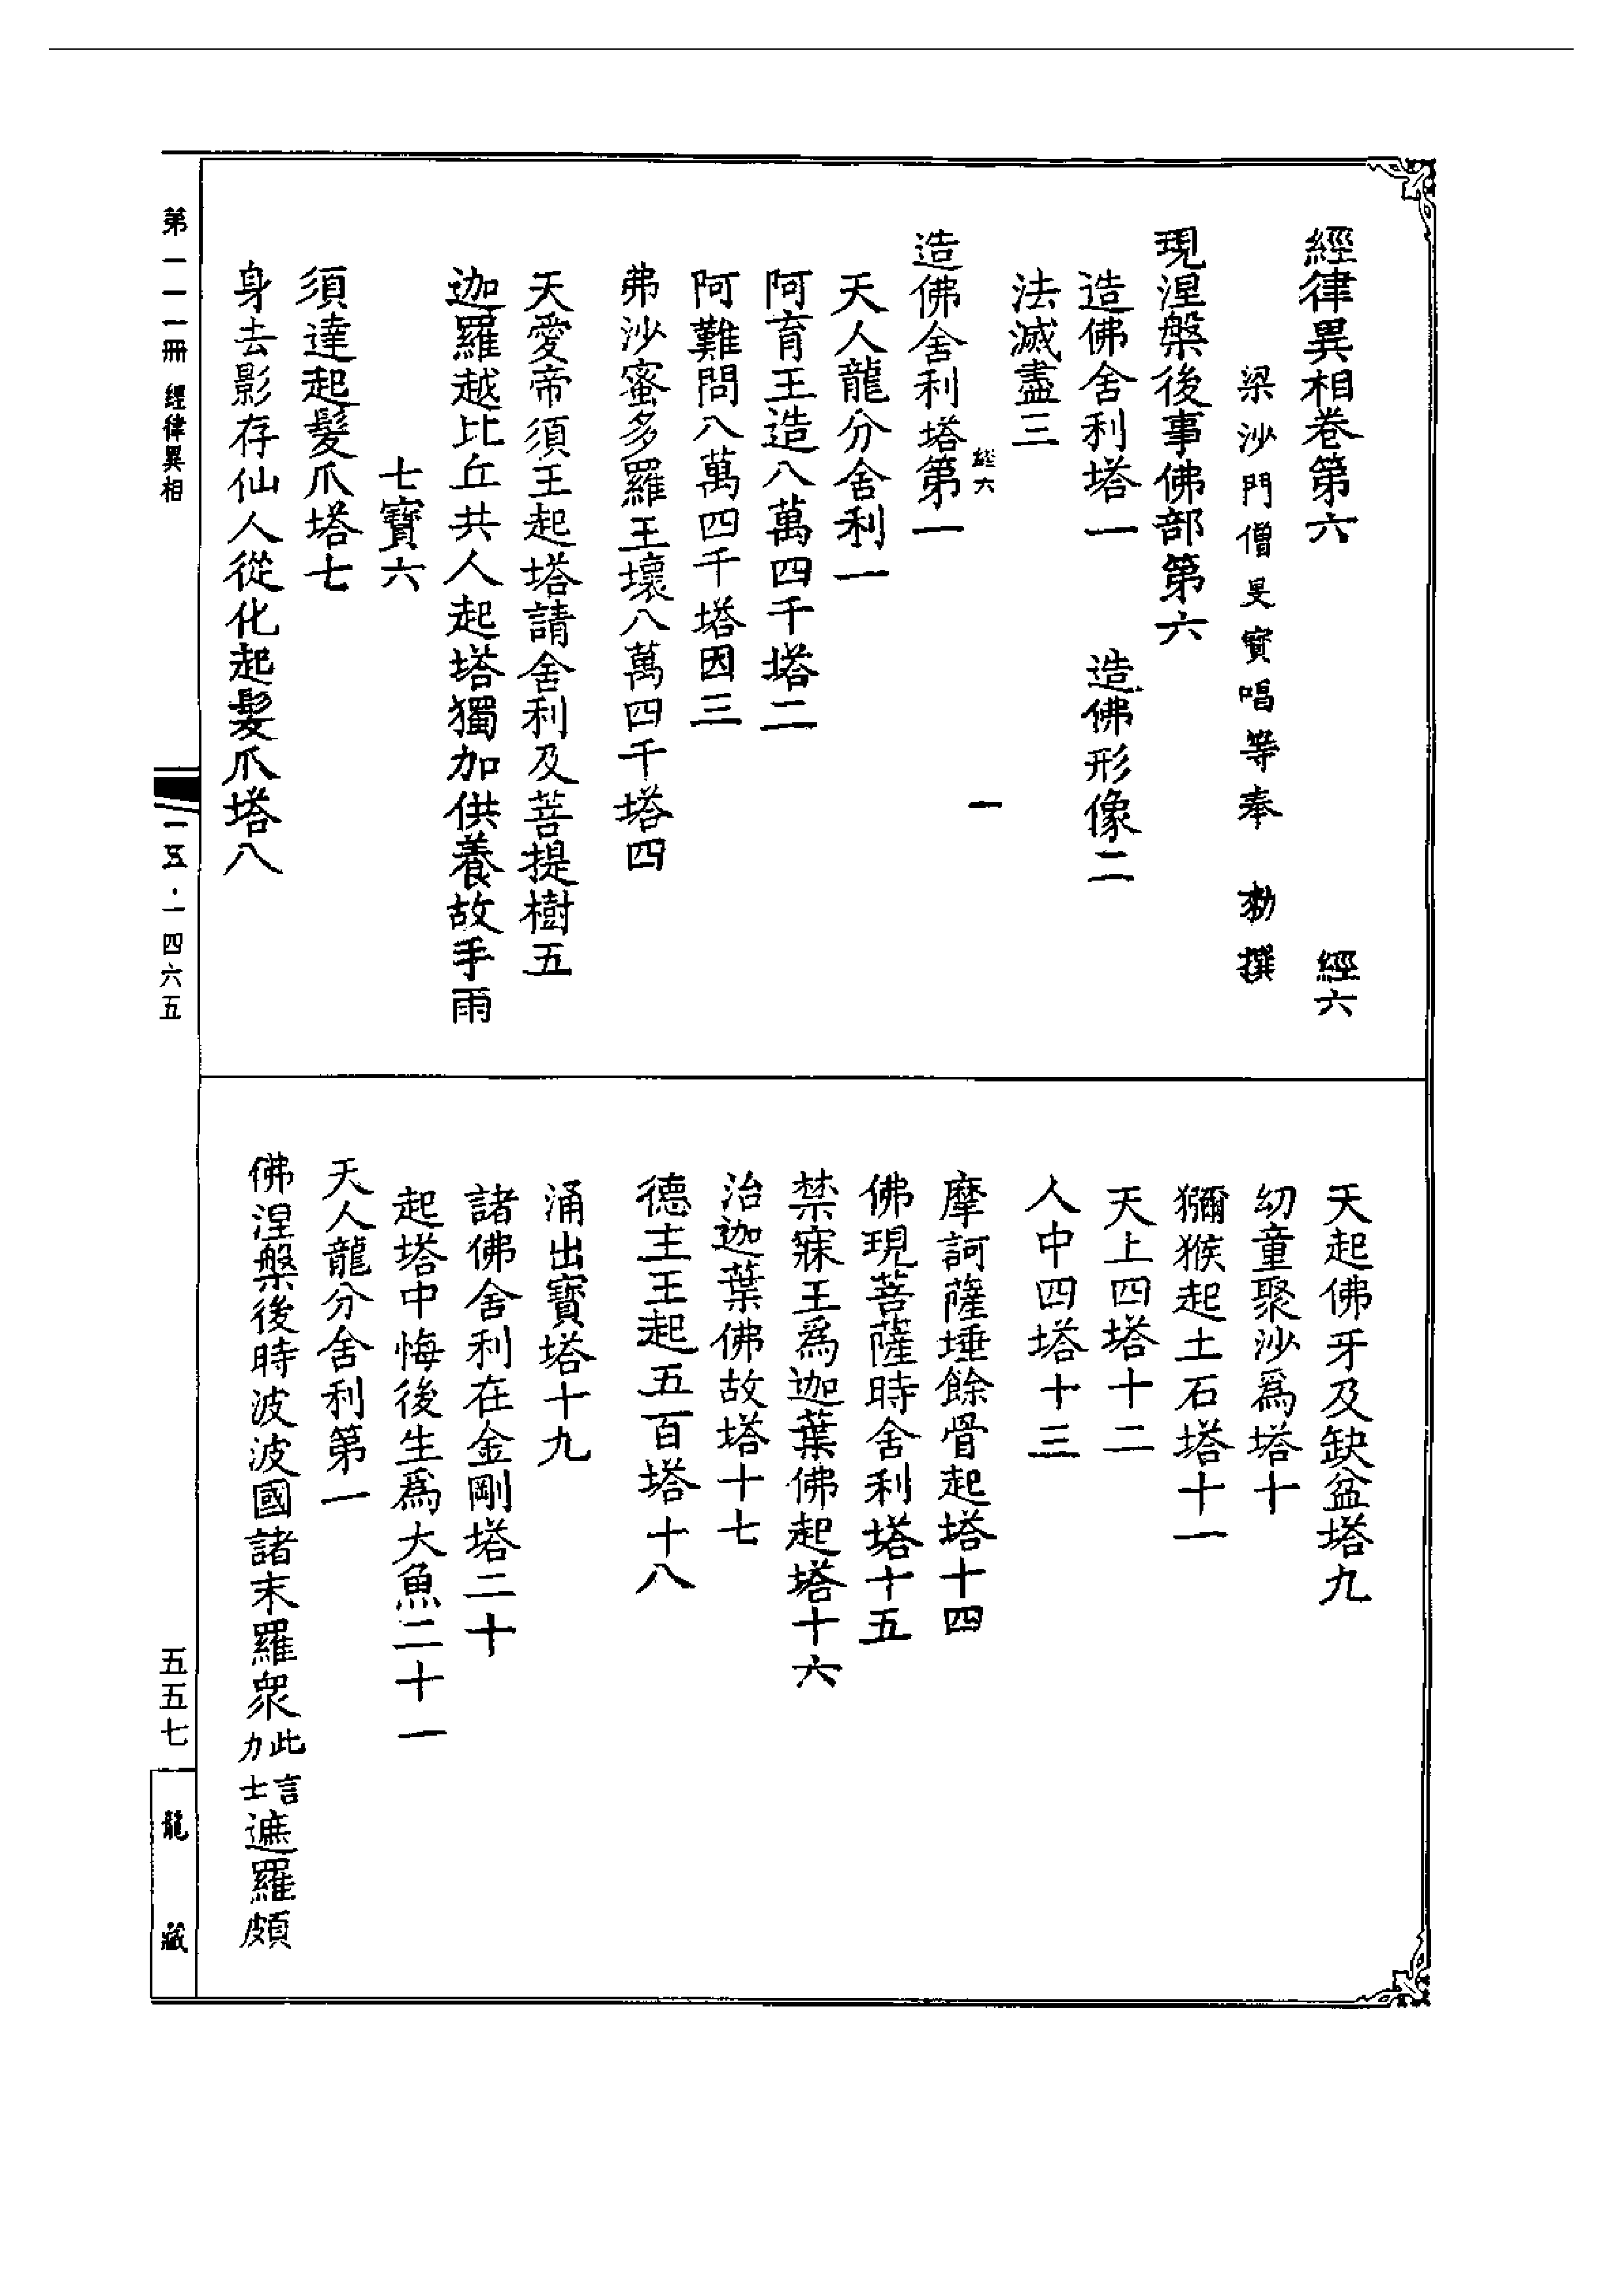 經律異相卷第六 經六
梁沙門僧旻寶唱等奉 勅撰
現涅槃後事佛部第六
造佛舍利塔一 造佛形像二
法滅盡三
經六 一
造佛舍利塔第一
天人龍分舍利一
阿育王造八萬四千塔二
阿難問八萬四千塔因三
弗沙蜜多羅王壞八萬四千塔四
天愛帝須王起塔請舍利及菩提樹五
迦羅越比丘共人起塔獨加供養故手雨
七寶六
須達起髮爪塔七
身去影存仙人從化起髮爪塔八
天起佛牙及缺盆塔九
幼童聚沙爲塔十
獼猴起土石塔十一
天上四塔十二
人中四塔十三
摩訶薩埵餘骨起塔十四
佛現菩薩時舍利塔十五
禁寐王爲迦葉佛起塔十六
治迦葉佛故塔十七
德主王起五百塔十八
涌出寶塔十九
諸佛舍利在金剛塔二十
起塔中悔後生爲大魚二十一
天人龍分舍利第一
佛涅槃後時波波國諸末羅衆此言力士遮羅頗
第一一一冊 經律異相
一五·一四六五
五五七
龍藏